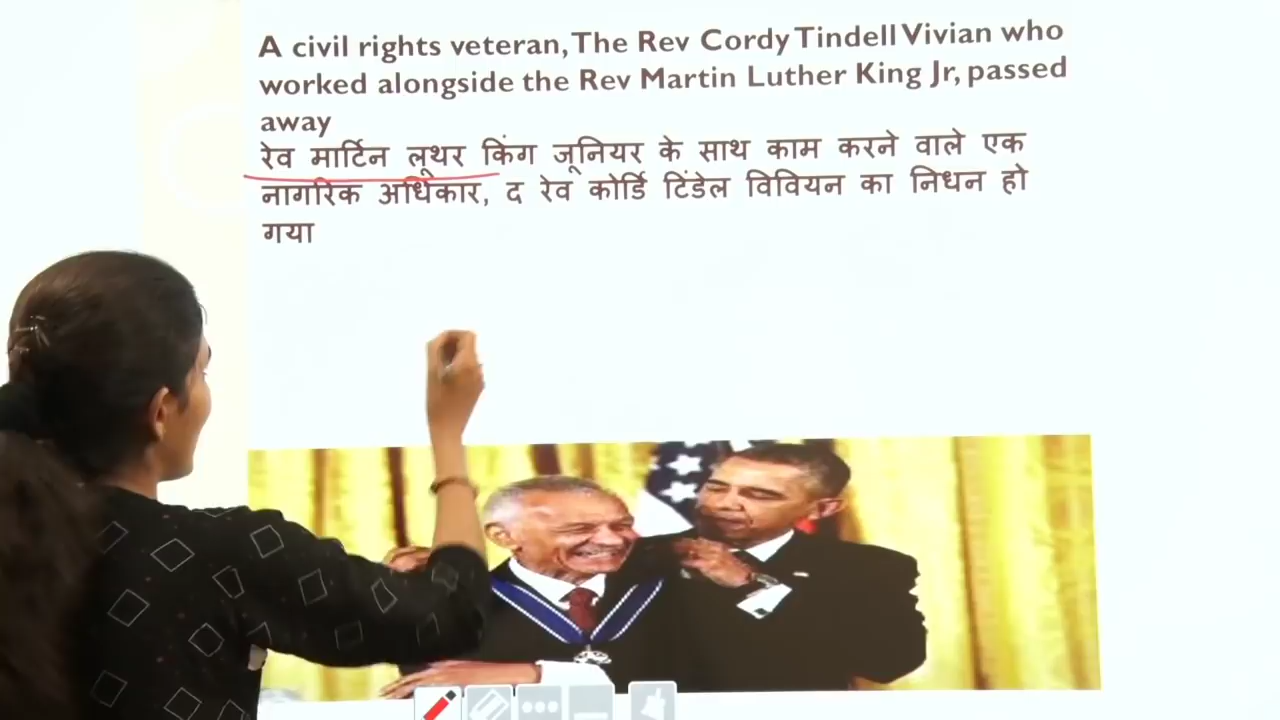 A civil rights veteran, The Rev Cordy Tindell Vivian who
worked alongside the Rev Martin Luther King Jr, passed
away
रेव मार्टिन लूथर किंग जूनियर के साथ काम करने वाले एक
नागरिक अधिकार, द रेव कोर्डि टिंडेल विवियन का निधन हो
गया